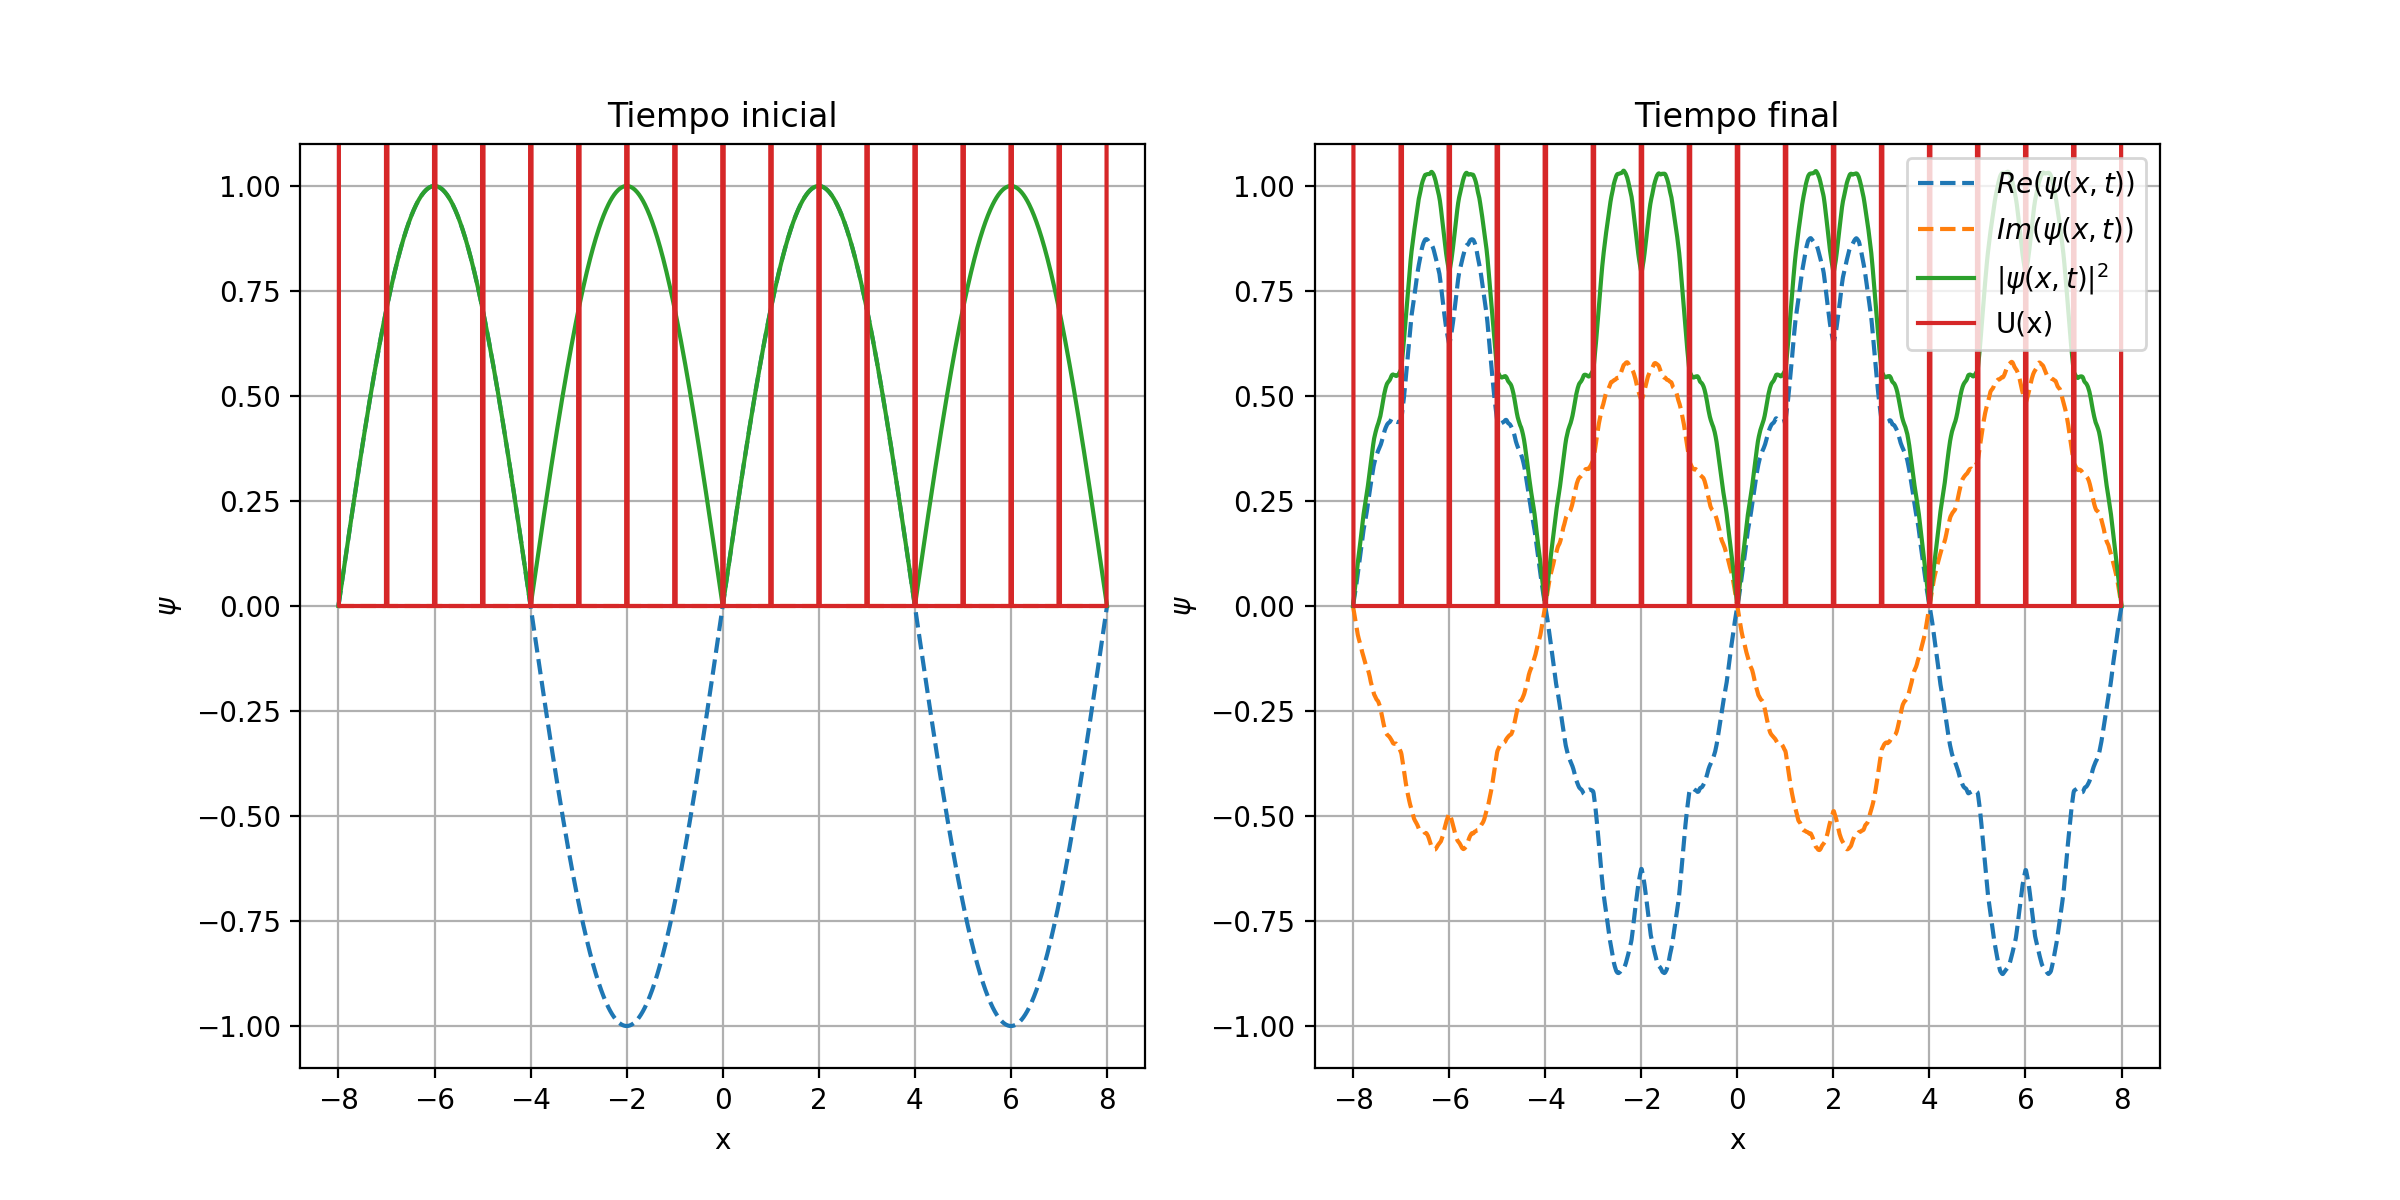 Tiempo inicial
1.00
0.75
0.50
0.25
0.00
−0.25
−0.50
−0.75
−1.00
ψ
−8 −6 −4 −2 0 2 4 6 8
x
Tiempo final
1.00
0.75
0.50
0.25
0.00
−0.25
−0.50
−0.75
−1.00
ψ
−8 −6 −4 −2 0 2 4 6 8
x
Re(ψ(x, t))
Im(ψ(x, t))
|ψ(x, t)|²
U(x)